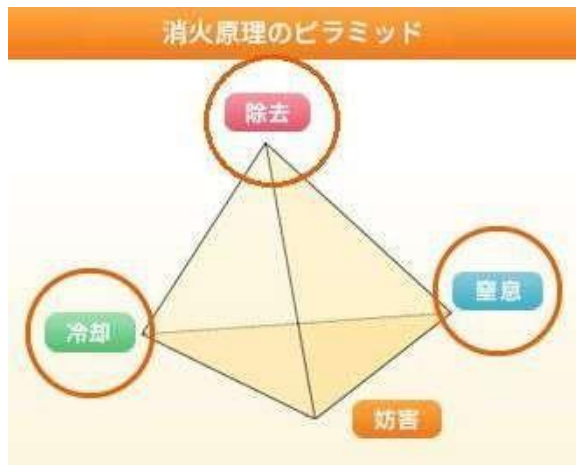 消火原理のピラミッド
除去
窒息
冷却
妨害